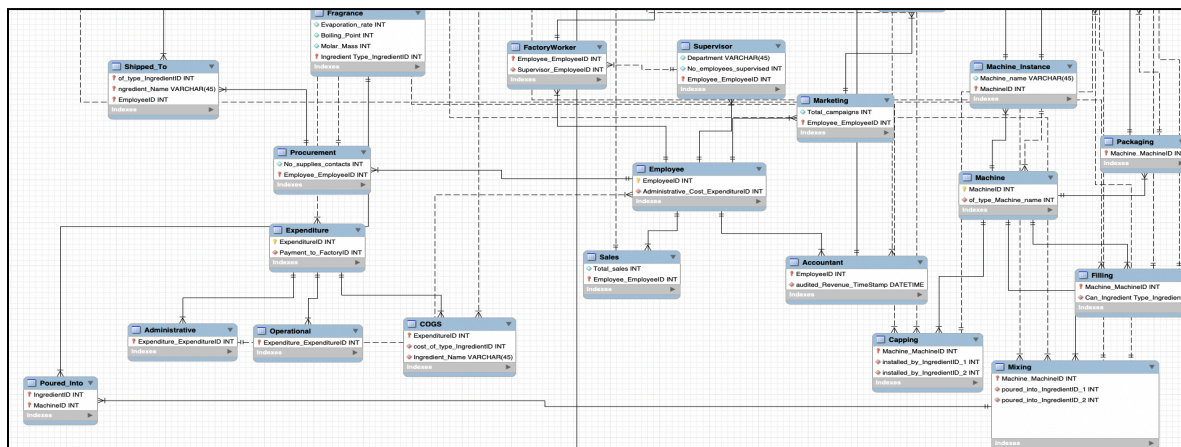 Fragrance
Evaporation_rate INT
Boiling_Point INT
Molar_Mass INT
Ingredient Type_IngredientID INT
Indexes
Shipped_To
of_type_IngredientID INT
ngredient_Name VARCHAR(45)
EmployeeID INT
Indexes
FactoryWorker
Employee_EmployeeID INT
Supervisor_EmployeeID INT
Indexes
Supervisor
Department VARCHAR(45)
No_employees_supervised INT
Employee_EmployeeID INT
Indexes
Machine_Instance
Machine_name VARCHAR(45)
MachineID INT
Indexes
Marketing
Total_campaigns INT
Employee_EmployeeID INT
Indexes
Packaging
Machine_MachineID INT
Indexes
Procurement
No_supplies_contacts INT
Employee_EmployeeID INT
Indexes
Employee
EmployeeID INT
Administrative_Cost_ExpenditureID INT
Indexes
Machine
MachineID INT
of_type_Machine_name INT
Indexes
Expenditure
ExpenditureID INT
Payment_to_FactoryID INT
Indexes
Sales
Total_sales INT
Employee_EmployeeID INT
Indexes
Accountant
EmployeeID INT
audited_Revenue_TimeStamp DATETIME
Indexes
Filling
Machine_MachineID INT
Can_Ingredient Type_Ingredient
Indexes
Administrative
Expenditure_ExpenditureID INT
Indexes
Operational
Expenditure_ExpenditureID INT
Indexes
COGS
ExpenditureID INT
cost_of_type_IngredientID INT
Ingredient_Name VARCHAR(45)
Indexes
Capping
Machine_MachineID INT
installed_by_IngredientID_1 INT
installed_by_IngredientID_2 INT
Indexes
Poured_Into
IngredientID INT
MachineID INT
Indexes
Mixing
Machine_MachineID INT
poured_into_IngredientID_1 INT
poured_into_IngredientID_2 INT
Indexes